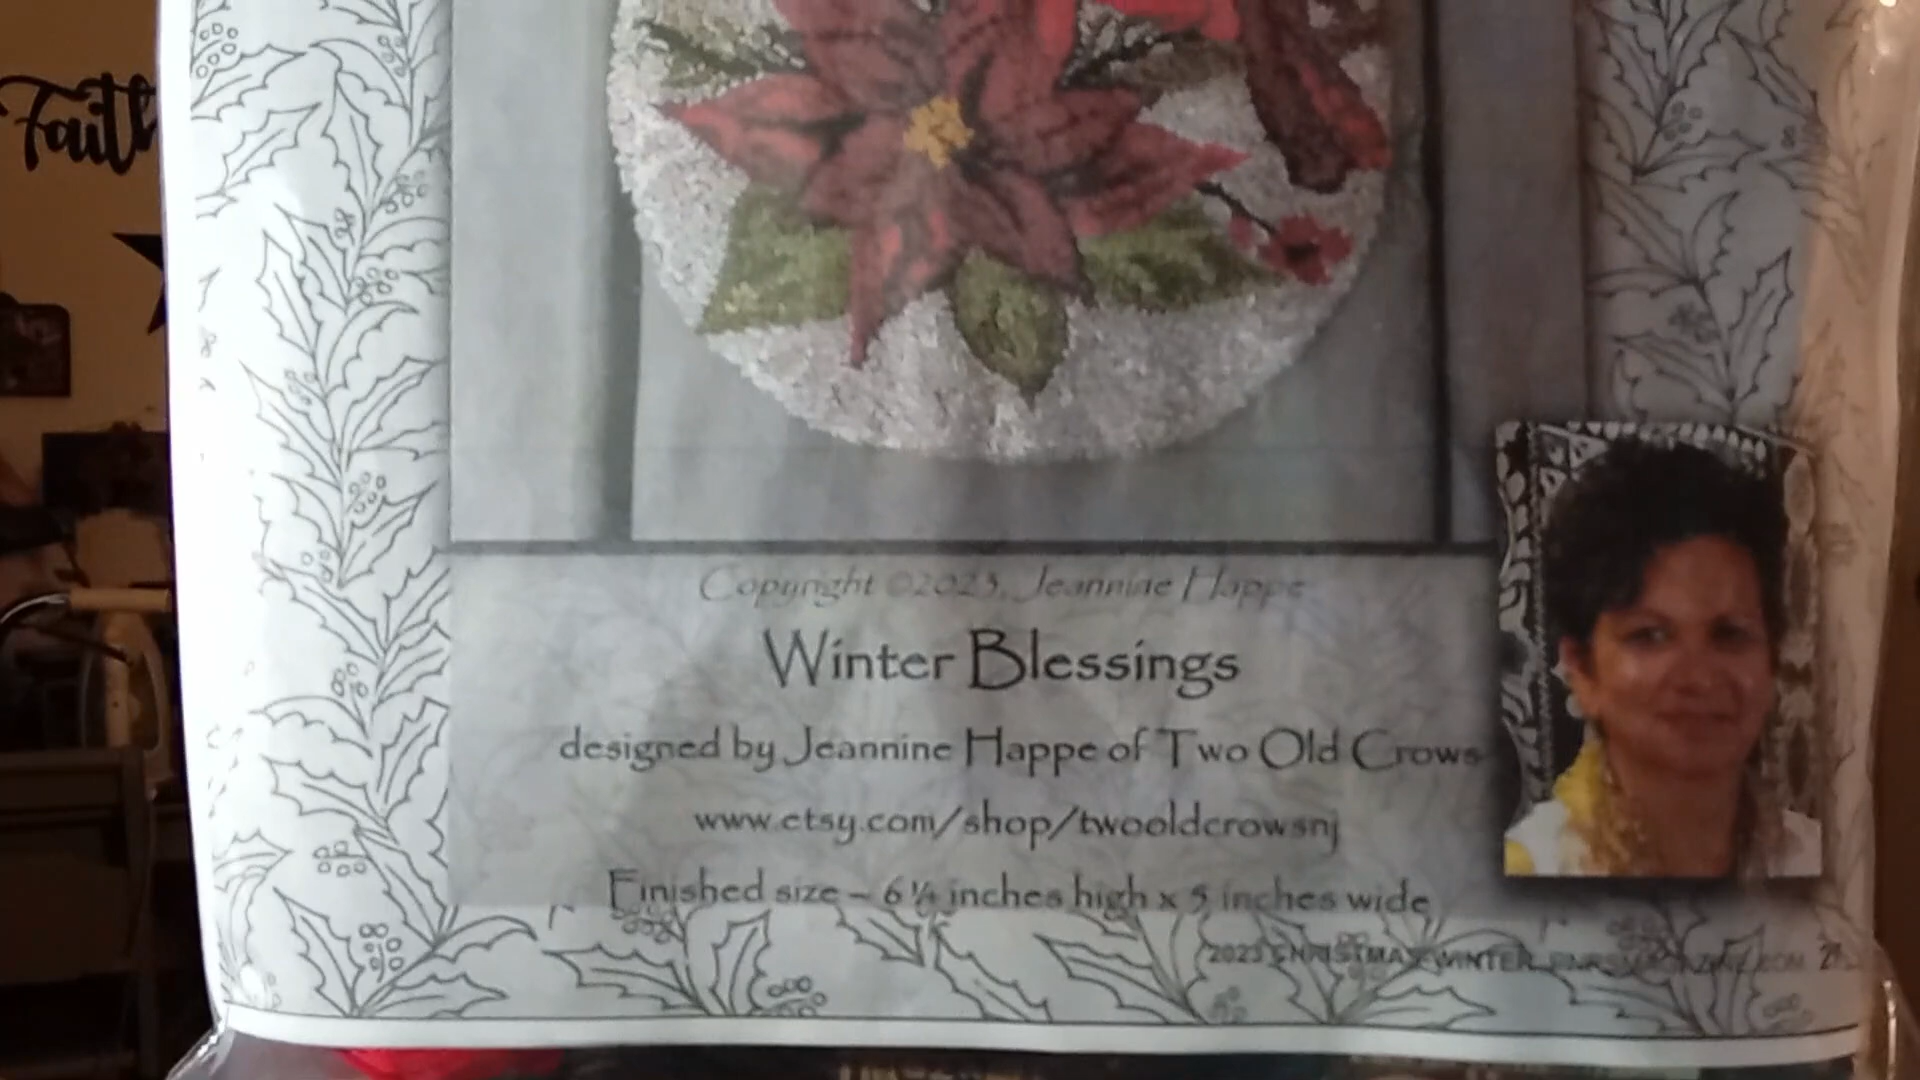 Faith
Copyright ©2023, Jeannine Happe
Winter Blessings
designed by Jeannine Happe of Two Old Crows
www.etsy.com/shop/twooldcrowsnj
Finished size – 6 ¼ inches high x 5 inches wide
2023 CHRISTMAS WINTER